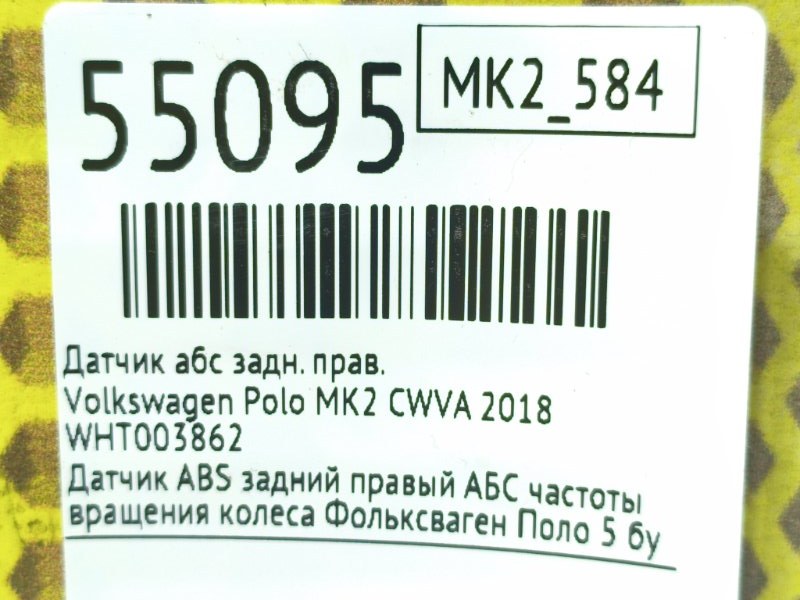 55095
MK2_584
Датчик абс задн. прав.
Volkswagen Polo MK2 CWVA 2018
WHT003862
Датчик ABS задний правый АБС частоты
вращения колеса Фольксваген Поло 5 бу